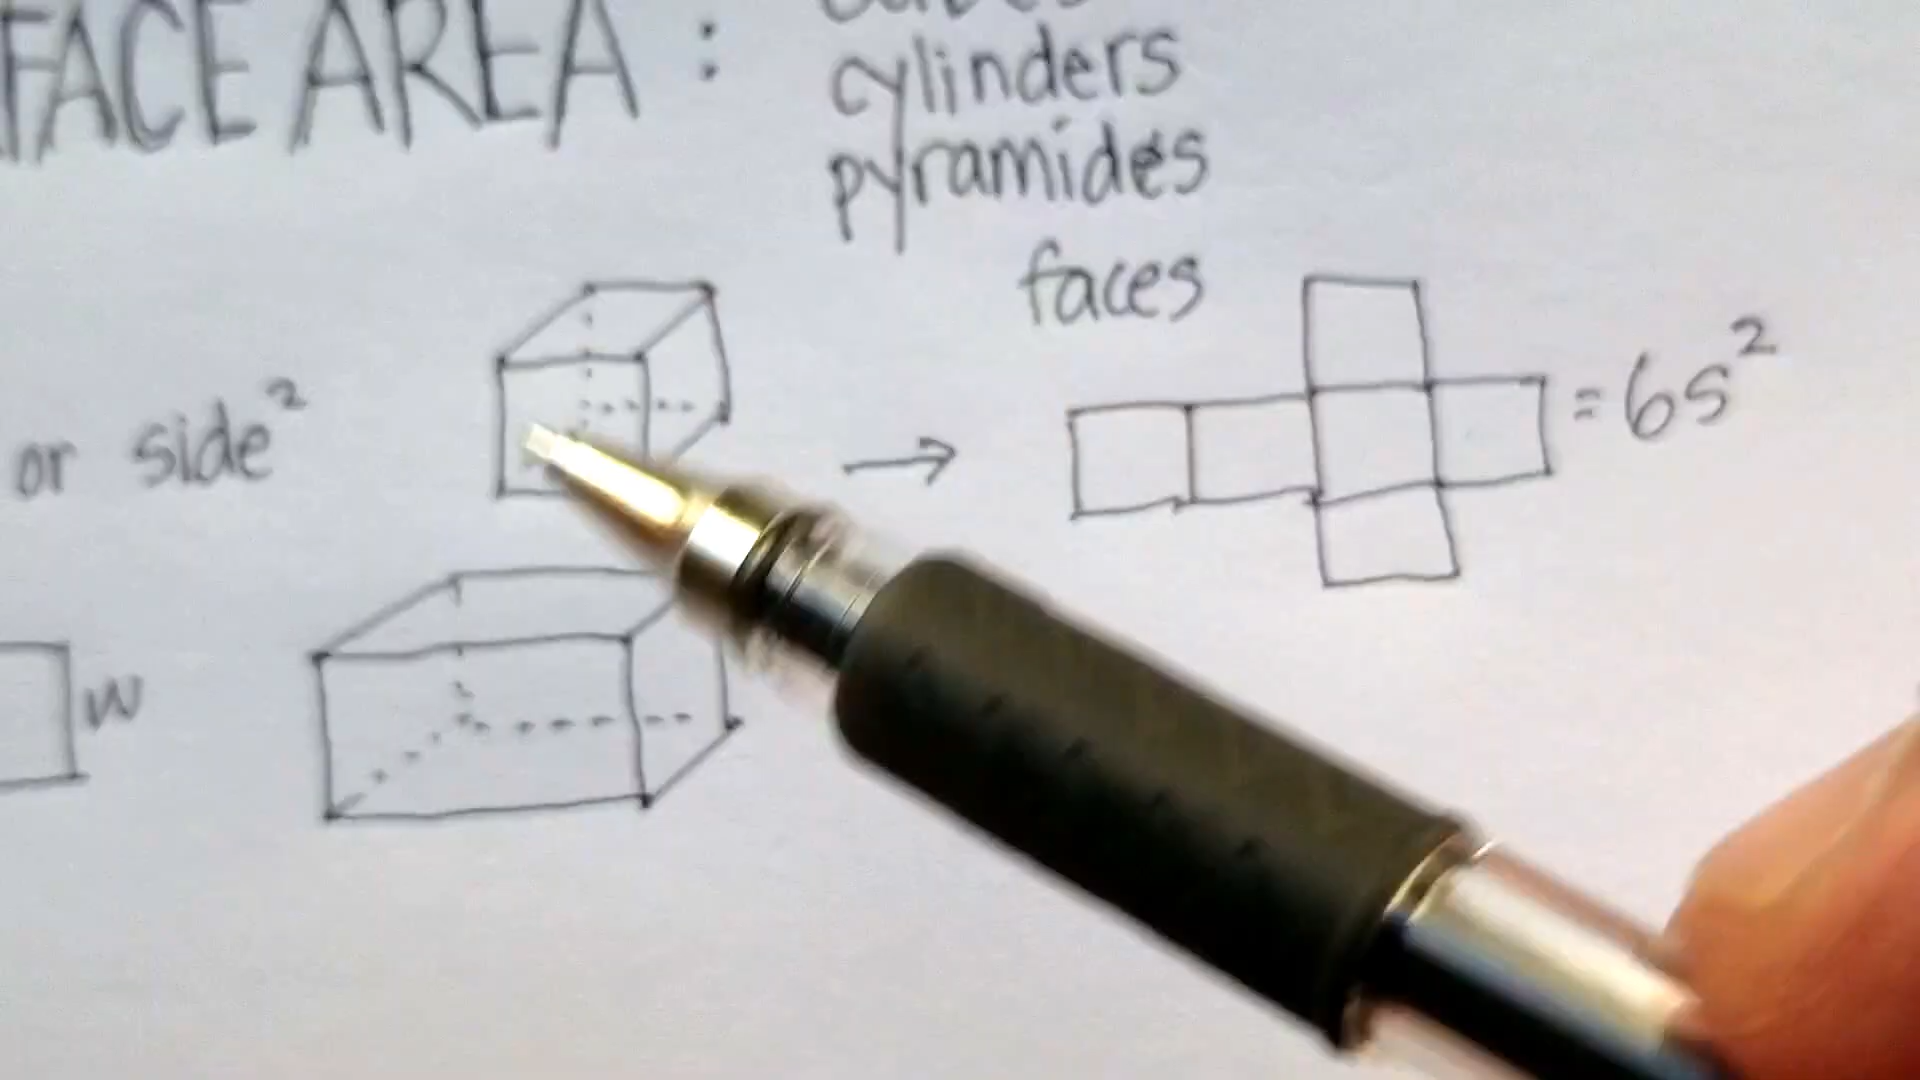 FACE AREA :
cylinders
pyramides
faces
or side²
= 6s²
w